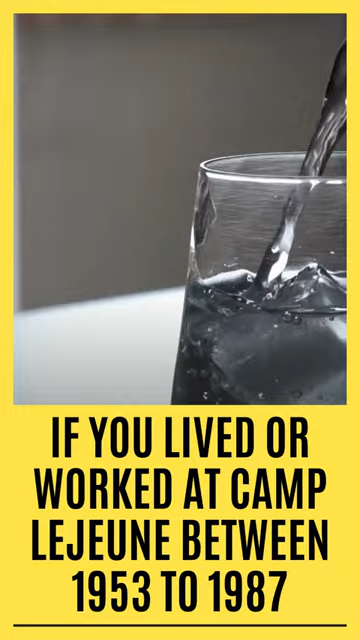 IF YOU LIVED OR
WORKED AT CAMP
LEJEUNE BETWEEN
1953 TO 1987